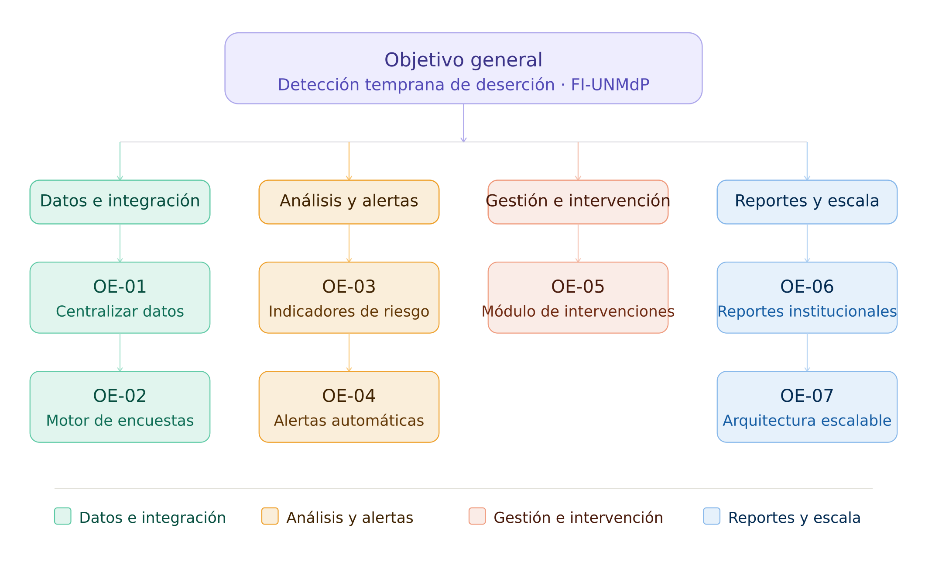 Objetivo general
Detección temprana de deserción · FI-UNMdP
Datos e integración
Análisis y alertas
Gestión e intervención
Reportes y escala
OE-01
Centralizar datos
OE-03
Indicadores de riesgo
OE-05
Módulo de intervenciones
OE-06
Reportes institucionales
OE-02
Motor de encuestas
OE-04
Alertas automáticas
OE-07
Arquitectura escalable
Datos e integración
Análisis y alertas
Gestión e intervención
Reportes y escala